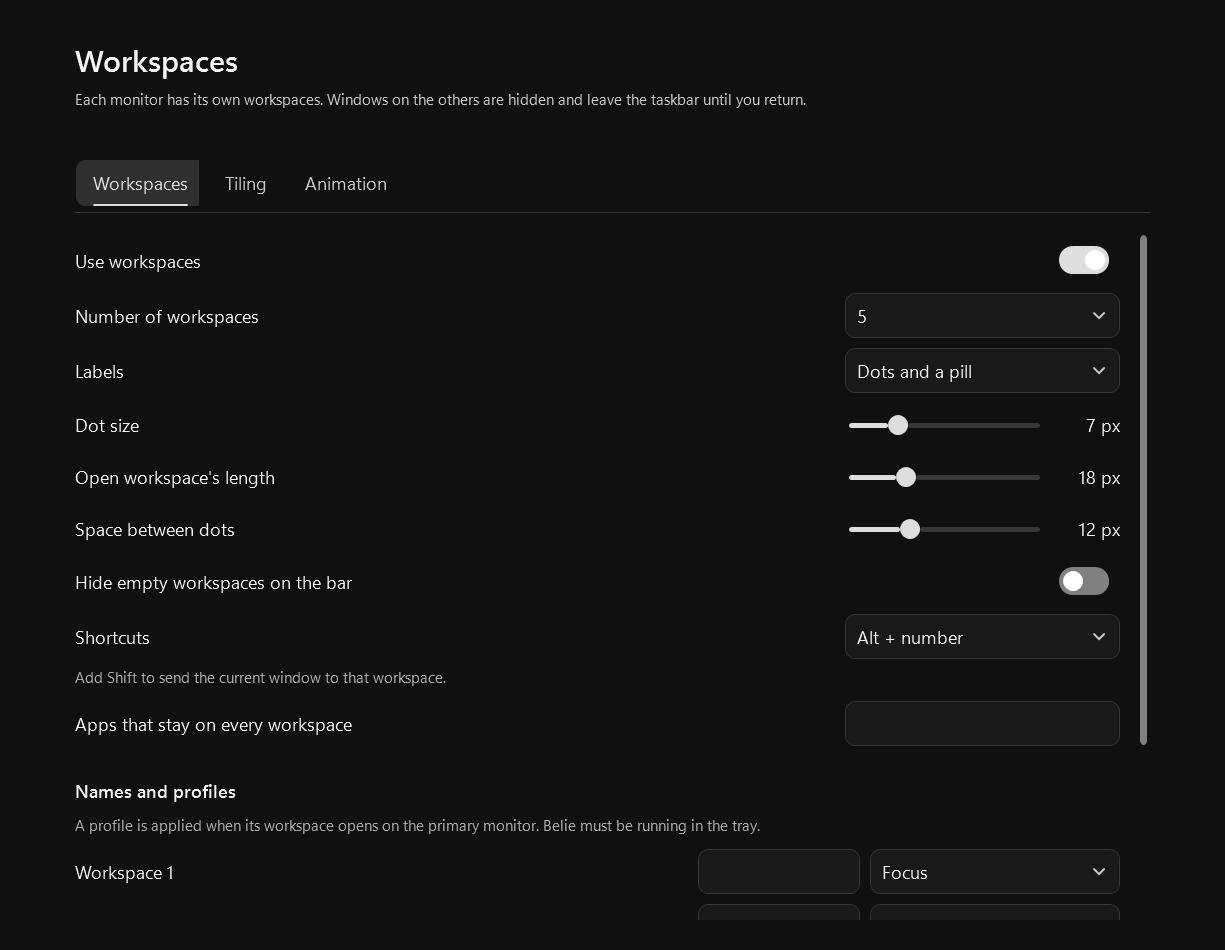 Workspaces
Each monitor has its own workspaces. Windows on the others are hidden and leave the taskbar until you return.
Workspaces
Tiling
Animation
Use workspaces
Number of workspaces
5
Labels
Dots and a pill
Dot size
7 px
Open workspace's length
18 px
Space between dots
12 px
Hide empty workspaces on the bar
Shortcuts
Alt + number
Add Shift to send the current window to that workspace.
Apps that stay on every workspace
Names and profiles
A profile is applied when its workspace opens on the primary monitor. Belie must be running in the tray.
Workspace 1
Focus